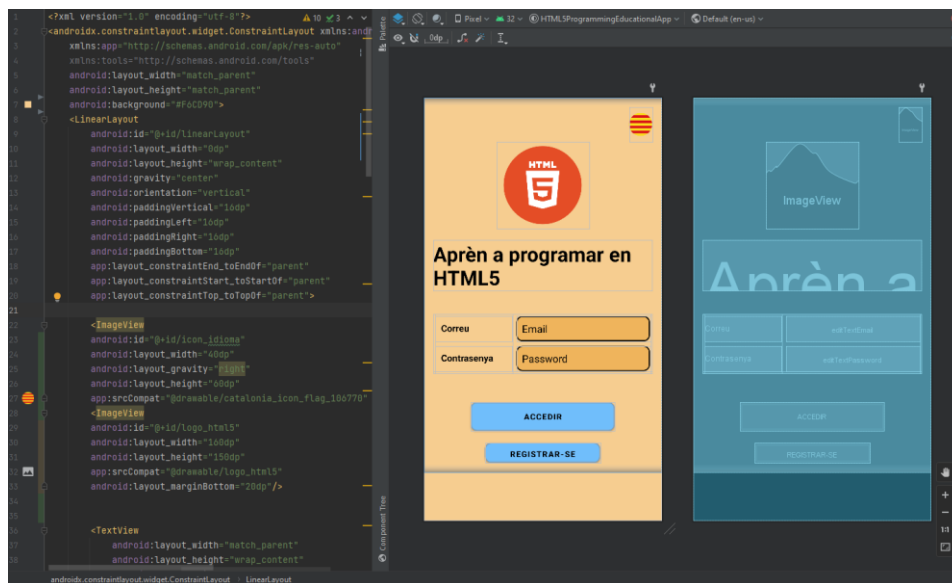 <?xml version="1.0" encoding="utf-8"?>
10 3
<androidx.constraintlayout.widget.ConstraintLayout xmlns:andr
xmlns:app="http://schemas.android.com/apk/res-auto"
xmlns:tools="http://schemas.android.com/tools"
android:layout_width="match_parent"
android:layout_height="match_parent"
android:background="#F6CD90">
<LinearLayout
android:id="@+id/linearLayout"
android:layout_width="0dp"
android:layout_height="wrap_content"
android:gravity="center"
android:orientation="vertical"
android:paddingVertical="16dp"
android:paddingLeft="16dp"
android:paddingRight="16dp"
android:paddingBottom="16dp"
app:layout_constraintEnd_toEndOf="parent"
app:layout_constraintStart_toStartOf="parent"
app:layout_constraintTop_toTopOf="parent">
<ImageView
android:id="@+id/icon_idioma"
android:layout_width="40dp"
android:layout_gravity="right"
android:layout_height="60dp"
app:srcCompat="@drawable/catalonia_icon_flag_106770"
<ImageView
android:id="@+id/logo_html5"
android:layout_width="160dp"
android:layout_height="150dp"
app:srcCompat="@drawable/logo_html5"
android:layout_marginBottom="20dp"/>
<TextView
android:layout_width="match_parent"
android:layout_height="wrap_content"
androidx.constraintlayout.widget.ConstraintLayout LinearLayout
Palette
Component Tree
Pixel 32 HTML5ProgrammingEducationalApp Default (en-us)
0dp
HTML
5
Aprèn a programar en
HTML5
Correu Email
Contrasenya Password
ACCEDIR
REGISTRAR-SE
ImageView
Aprèn a
Correu editTextEmail
Contrasenya editTextPassword
ACCEDIR
REGISTRAR-SE
1:1